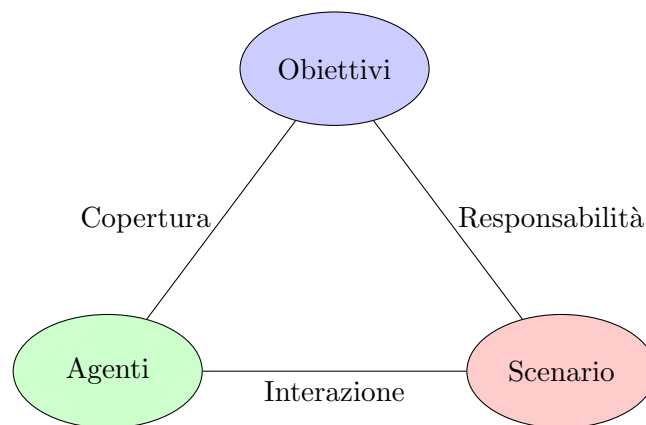 Obiettivi
Copertura
Responsabilità
Agenti
Interazione
Scenario